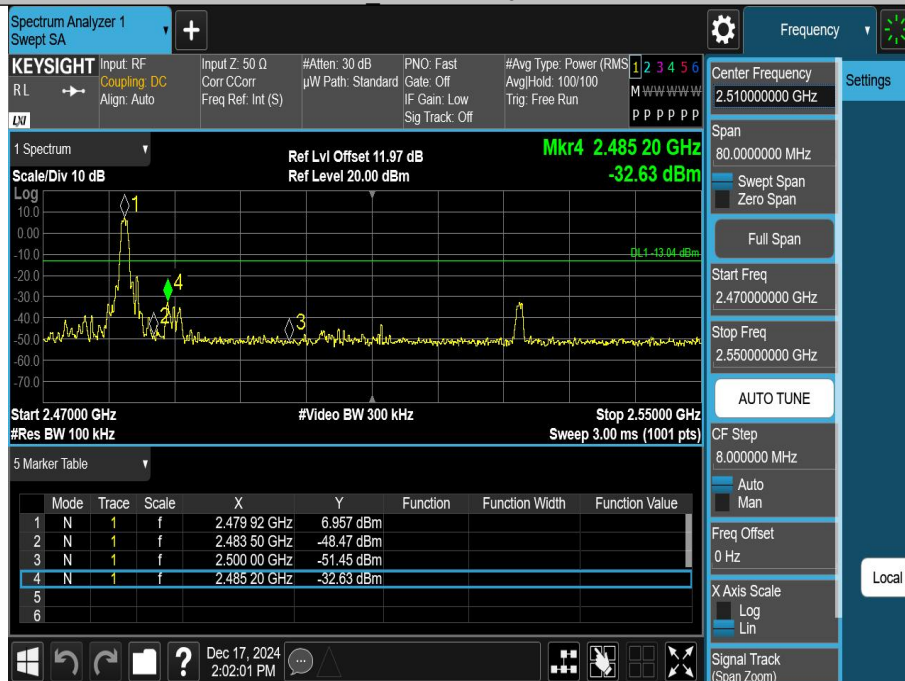 Spectrum Analyzer 1
Swept SA
+
Frequency
KEYSIGHT
RL
LXI
Input: RF
Coupling: DC
Align: Auto
Input Z: 50 Ω
Corr CCorr
Freq Ref: Int (S)
#Atten: 30 dB
µW Path: Standard
PNO: Fast
Gate: Off
IF Gain: Low
Sig Track: Off
#Avg Type: Power (RMS
Avg|Hold: 100/100
Trig: Free Run
1 2 3 4 5 6
M W W W W W
P P P P P P
1 Spectrum
Scale/Div 10 dB
Ref Lvl Offset 11.97 dB
Ref Level 20.00 dBm
Mkr4 2.485 20 GHz
-32.63 dBm
Log
10.0
0.00
-10.0
-20.0
-30.0
-40.0
-50.0
-60.0
-70.0
1
2
3
4
DL1 -13.04 dBm
Start 2.47000 GHz
#Video BW 300 kHz
Stop 2.55000 GHz
#Res BW 100 kHz
Sweep 3.00 ms (1001 pts)
5 Marker Table
Mode Trace Scale X Y Function Function Width Function Value
1 N 1 f 2.479 92 GHz 6.957 dBm
2 N 1 f 2.483 50 GHz -48.47 dBm
3 N 1 f 2.500 00 GHz -51.45 dBm
4 N 1 f 2.485 20 GHz -32.63 dBm
5
6
?
Dec 17, 2024
2:02:01 PM
Center Frequency
2.510000000 GHz
Settings
Span
80.0000000 MHz
Swept Span
Zero Span
Full Span
Start Freq
2.470000000 GHz
Stop Freq
2.550000000 GHz
AUTO TUNE
CF Step
8.000000 MHz
Auto
Man
Freq Offset
0 Hz
X Axis Scale
Log
Lin
Local
Signal Track
(Span Zoom)